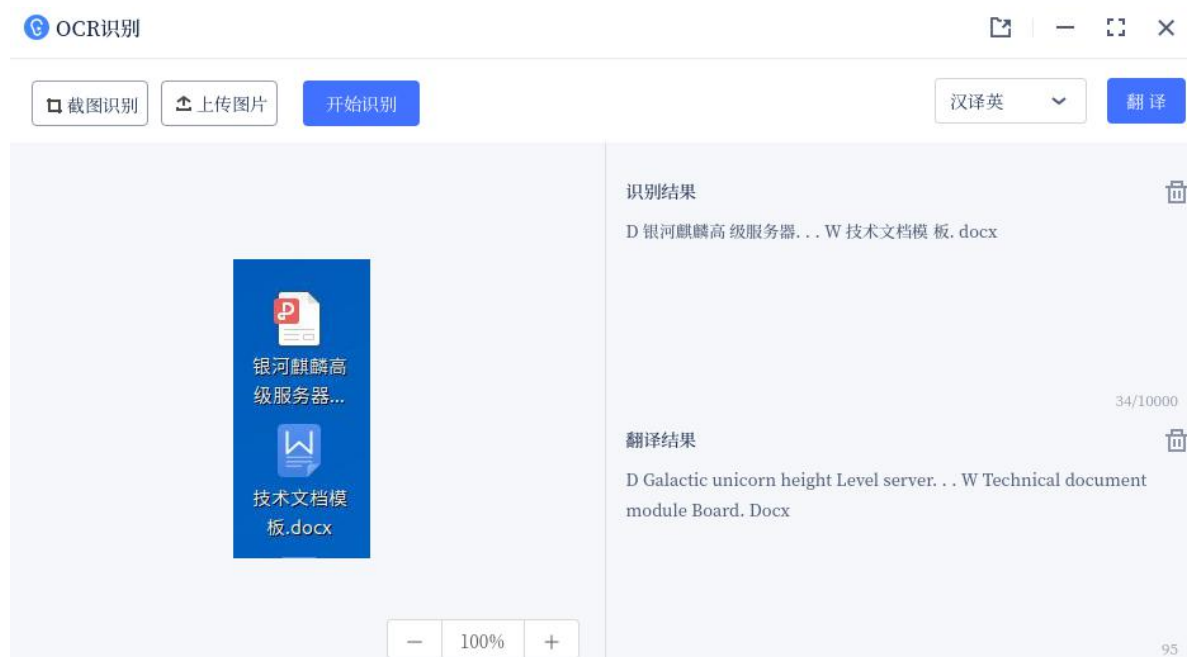 OCR识别
截图识别 上传图片 开始识别 汉译英 翻 译
银河麒麟高
级服务器...
技术文档模
板.docx
100%
识别结果
D 银河麒麟高 级服务器. . . W 技术文档模 板. docx
34/10000
翻译结果
D Galactic unicorn height Level server. . . W Technical document
module Board. Docx
95